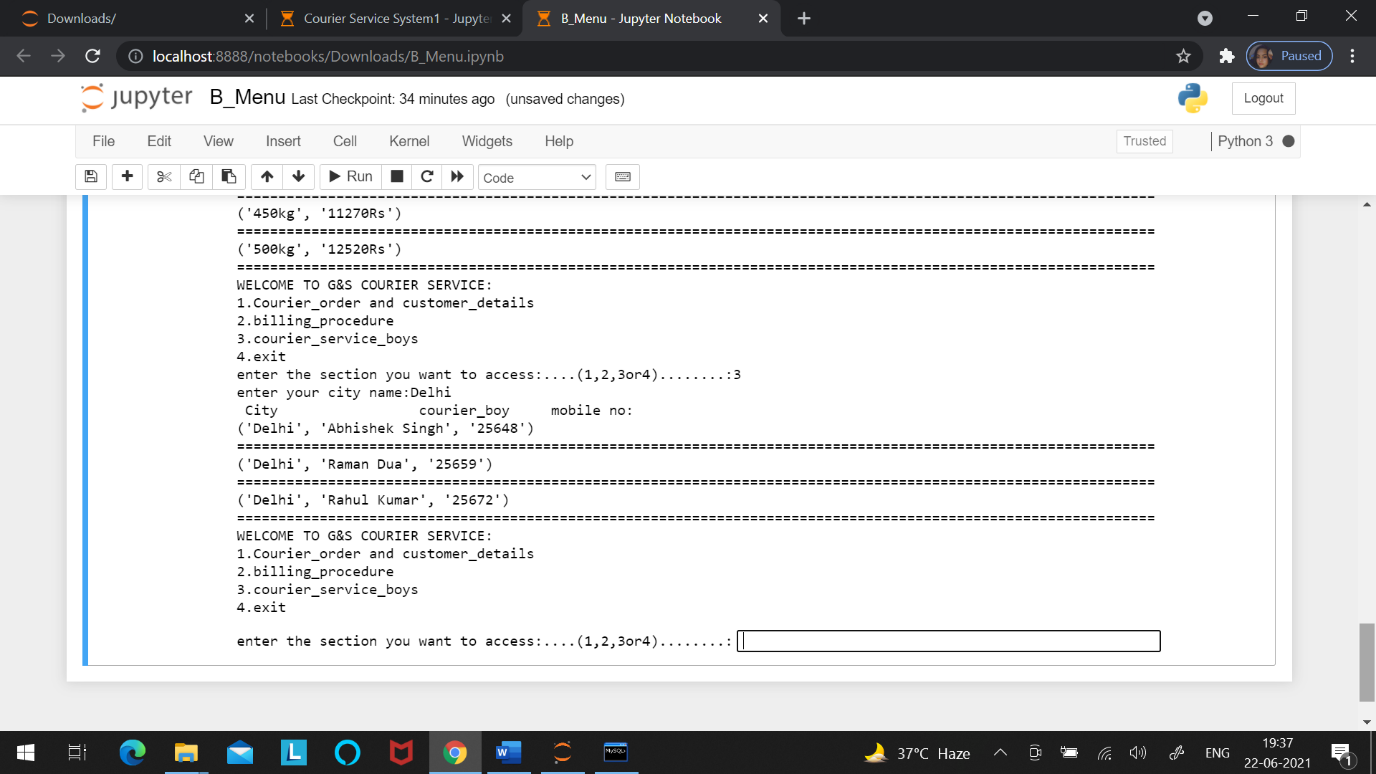 Downloads/
Courier Service System1 - Jupyte
B_Menu - Jupyter Notebook
localhost:8888/notebooks/Downloads/B_Menu.ipynb
Paused
jupyter B_Menu Last Checkpoint: 34 minutes ago (unsaved changes)
Logout
File Edit View Insert Cell Kernel Widgets Help
Trusted
Python 3
Run
Code
('450kg', '11270Rs')
('500kg', '12520Rs')
WELCOME TO G&S COURIER SERVICE:
1.Courier_order and customer_details
2.billing_procedure
3.courier_service_boys
4.exit
enter the section you want to access:....(1,2,3or4)........:3
enter your city name:Delhi
City courier_boy mobile no:
('Delhi', 'Abhishek Singh', '25648')
('Delhi', 'Raman Dua', '25659')
('Delhi', 'Rahul Kumar', '25672')
WELCOME TO G&S COURIER SERVICE:
1.Courier_order and customer_details
2.billing_procedure
3.courier_service_boys
4.exit
enter the section you want to access:....(1,2,3or4)........:
37°C Haze
ENG
19:37
22-06-2021
1